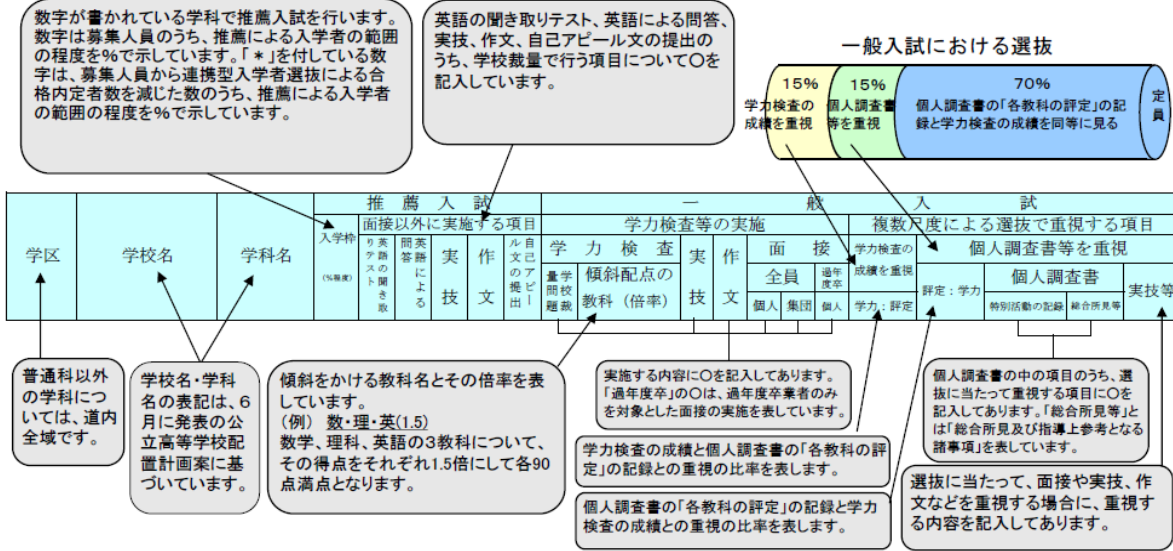 数字が書かれている学科で推薦入試を行います。
数字は募集人員のうち、推薦による入学者の範囲
の程度を%で示しています。「＊」を付している数
字は、募集人員から連携型入学者選抜による合
格内定者数を減じた数のうち、推薦による入学者
の範囲の程度を%で示しています。
英語の聞き取りテスト、英語による問答、
実技、作文、自己アピール文の提出の
うち、学校裁量で行う項目について〇を
記入しています。
一般入試における選抜
15%
学力検査の
成績を重視
15%
個人調査書
等を重視
70%
個人調査書の「各教科の評定」の記
録と学力検査の成績を同等に見る
定員
学区
学校名
学科名
推薦入試
入学枠
(%程度)
面接以外に実施する項目
英語の聞き取りテスト
英語による問答
実技
作文
自己アピール文の提出
一般入試
学力検査等の実施
学力検査
学校裁量問題
傾斜配点の
教科（倍率）
実技
作文
面接
全員
過年度卒
個人
集団
個人
複数尺度による選抜で重視する項目
学力検査の
成績を重視
学力：評定
個人調査書等を重視
評定：学力
個人調査書
特別活動の記録
総合所見等
実技等
普通科以外
の学科につ
いては、道内
全域です。
学校名・学科
名の表記は、6
月に発表の公
立高等学校配
置計画案に基
づいています。
傾斜をかける教科名とその倍率を表
しています。
（例） 数・理・英(1.5)
数学、理科、英語の3教科について、
その得点をそれぞれ1.5倍にして各90
点満点となります。
実施する内容に〇を記入してあります。
「過年度卒」の〇は、過年度卒業者のみ
を対象とした面接の実施を表しています。
学力検査の成績と個人調査書の「各教科の評
定」の記録との重視の比率を表します。
個人調査書の「各教科の評定」の記録と学力
検査の成績との重視の比率を表します。
個人調査書の中の項目のうち、選
抜に当たって重視する項目に〇を
記入してあります。「総合所見等」と
は「総合所見及び指導上参考となる
諸事項」を表しています。
選抜に当たって、面接や実技、作
文などを重視する場合に、重視す
る内容を記入してあります。